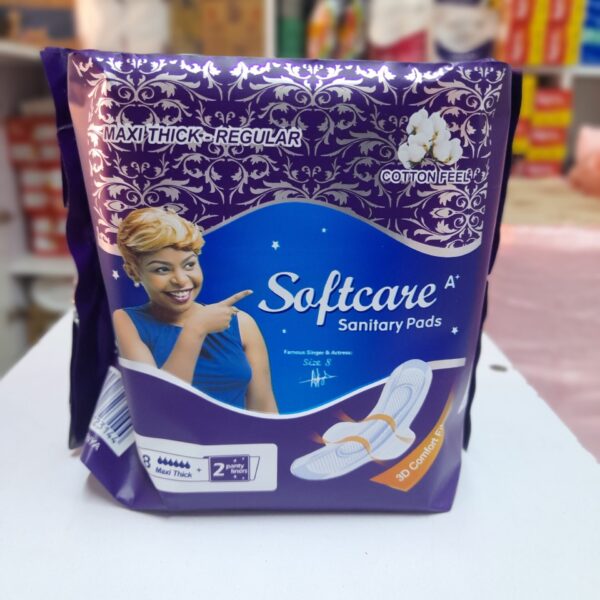 MAXI THICK - REGULAR
COTTON FEEL
Softcare A+
Sanitary Pads
Famous Singer & Actress:
Size 8
8 Maxi Thick + 2 panty liners
3D Comfort